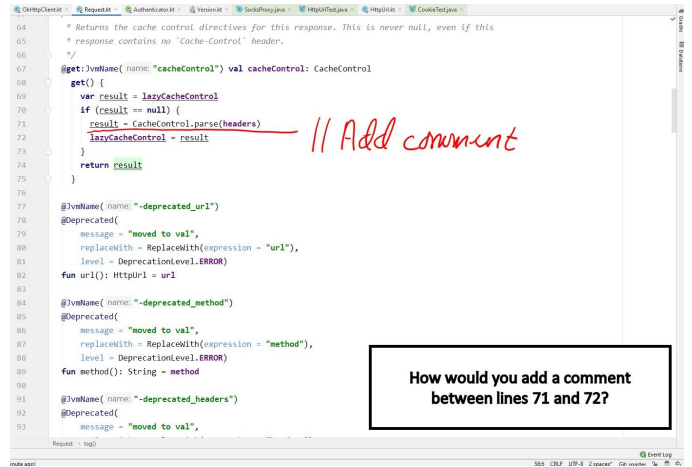 OkHttpClient.kt × Request.kt × Authenticator.kt × Version.kt × SocksProxy.java × HttpUrlTest.java × HttpUrl.kt × CookieTest.java ×
64 * Returns the cache control directives for this response. This is never null, even if this
65 * response contains no `Cache-Control` header.
66 */
67 @get:JvmName( name: "cacheControl") val cacheControl: CacheControl
68 get() {
69 var result = lazyCacheControl
70 if (result == null) {
71 result = CacheControl.parse(headers)
72 lazyCacheControl = result
73 }
74 return result
75 }
// Add comment
76
77 @JvmName( name: "-deprecated_url")
78 @Deprecated(
79 message = "moved to val",
80 replaceWith = ReplaceWith(expression = "url"),
81 level = DeprecationLevel.ERROR)
82 fun url(): HttpUrl = url
83
84 @JvmName( name: "-deprecated_method")
85 @Deprecated(
86 message = "moved to val",
87 replaceWith = ReplaceWith(expression = "method"),
88 level = DeprecationLevel.ERROR)
89 fun method(): String = method
90
91 @JvmName( name: "-deprecated_headers")
92 @Deprecated(
93 message = "moved to val",
How would you add a comment
between lines 71 and 72?
Gradle
Database
Request › tag()
Event Log
minute ago)
58:6 CRLF UTF-8 2 spaces* Git: master